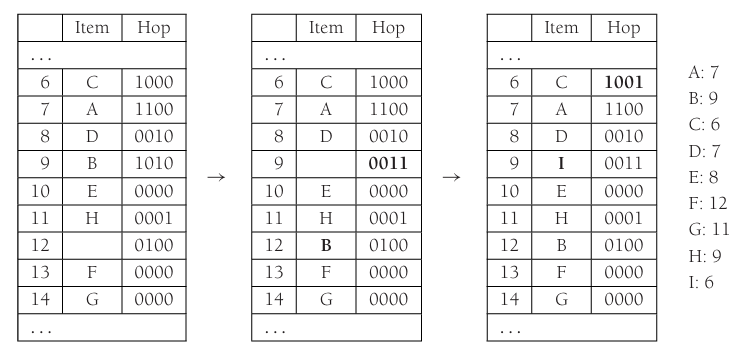 Item Hop → Item Hop → Item Hop
... ... ...
6 C 1000 6 C 1000 6 C 1001 A: 7
7 A 1100 7 A 1100 7 A 1100 B: 9
8 D 0010 8 D 0010 8 D 0010 C: 6
9 B 1010 9 0011 9 I 0011 D: 7
10 E 0000 10 E 0000 10 E 0000 E: 8
11 H 0001 11 H 0001 11 H 0001 F: 12
12 0100 12 B 0100 12 B 0100 G: 11
13 F 0000 13 F 0000 13 F 0000 H: 9
14 G 0000 14 G 0000 14 G 0000 I: 6
... ... ...